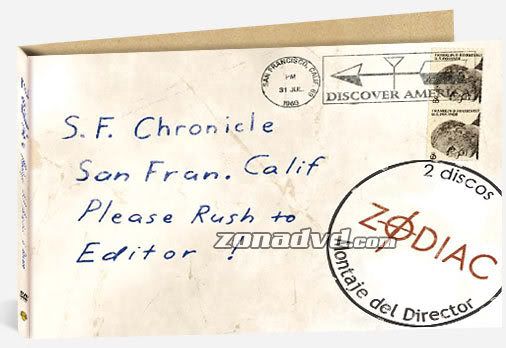 SAN FRANCISCO, CALIF
PM
31 JUL
1969
DISCOVER AMERICA
S.F. Chronicle
San Fran. Calif
Please Rush to
Editor !
zonadvd.com
2 discos
ZODIAC
Montaje del Director
DVD